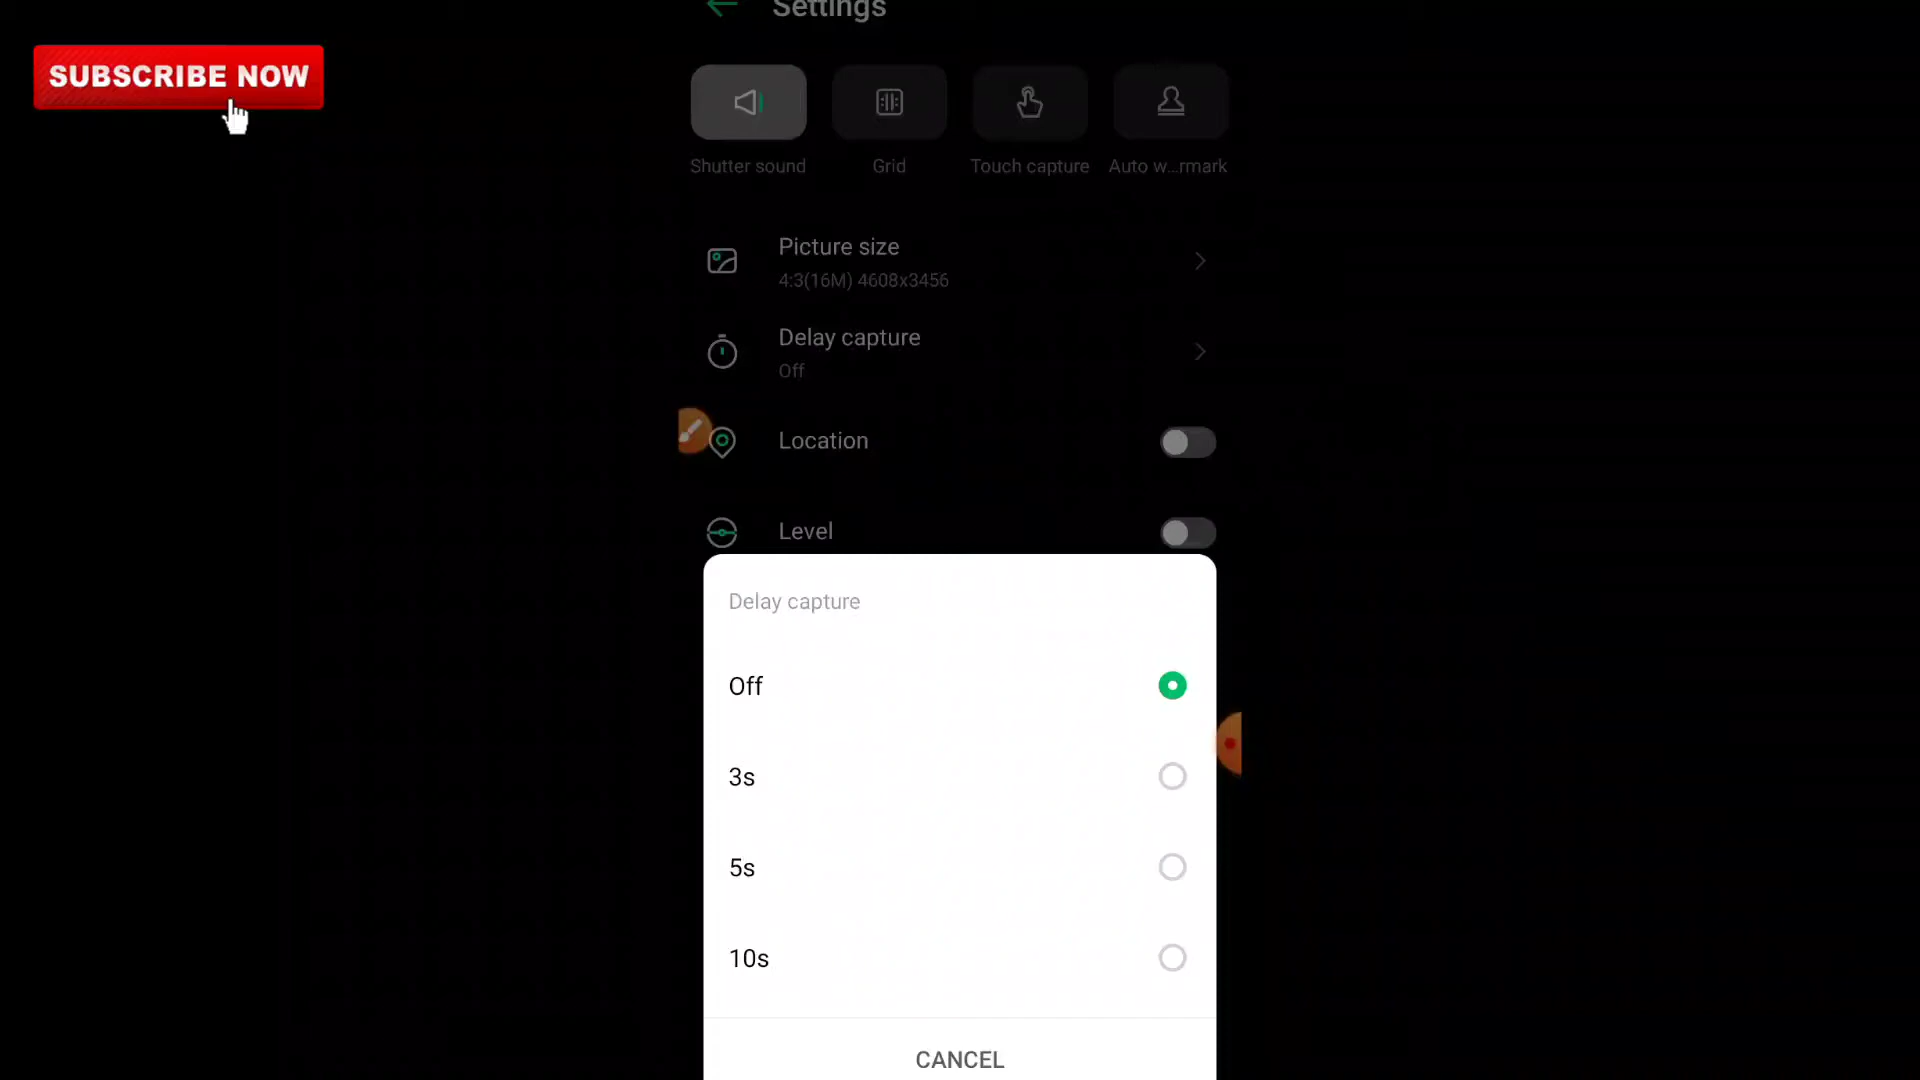 Settings
SUBSCRIBE NOW
Shutter sound
Grid
Touch capture
Auto w...rmark
Picture size
4:3(16M) 4608x3456
Delay capture
Off
Location
Level
Delay capture
Off
3s
5s
10s
CANCEL